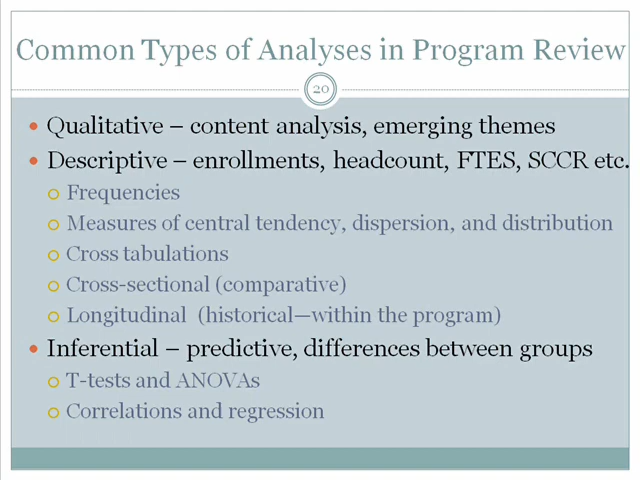 Common Types of Analyses in Program Review
20
Qualitative – content analysis, emerging themes
Descriptive – enrollments, headcount, FTES, SCCR etc.
Frequencies
Measures of central tendency, dispersion, and distribution
Cross tabulations
Cross-sectional (comparative)
Longitudinal (historical—within the program)
Inferential – predictive, differences between groups
T-tests and ANOVAs
Correlations and regression